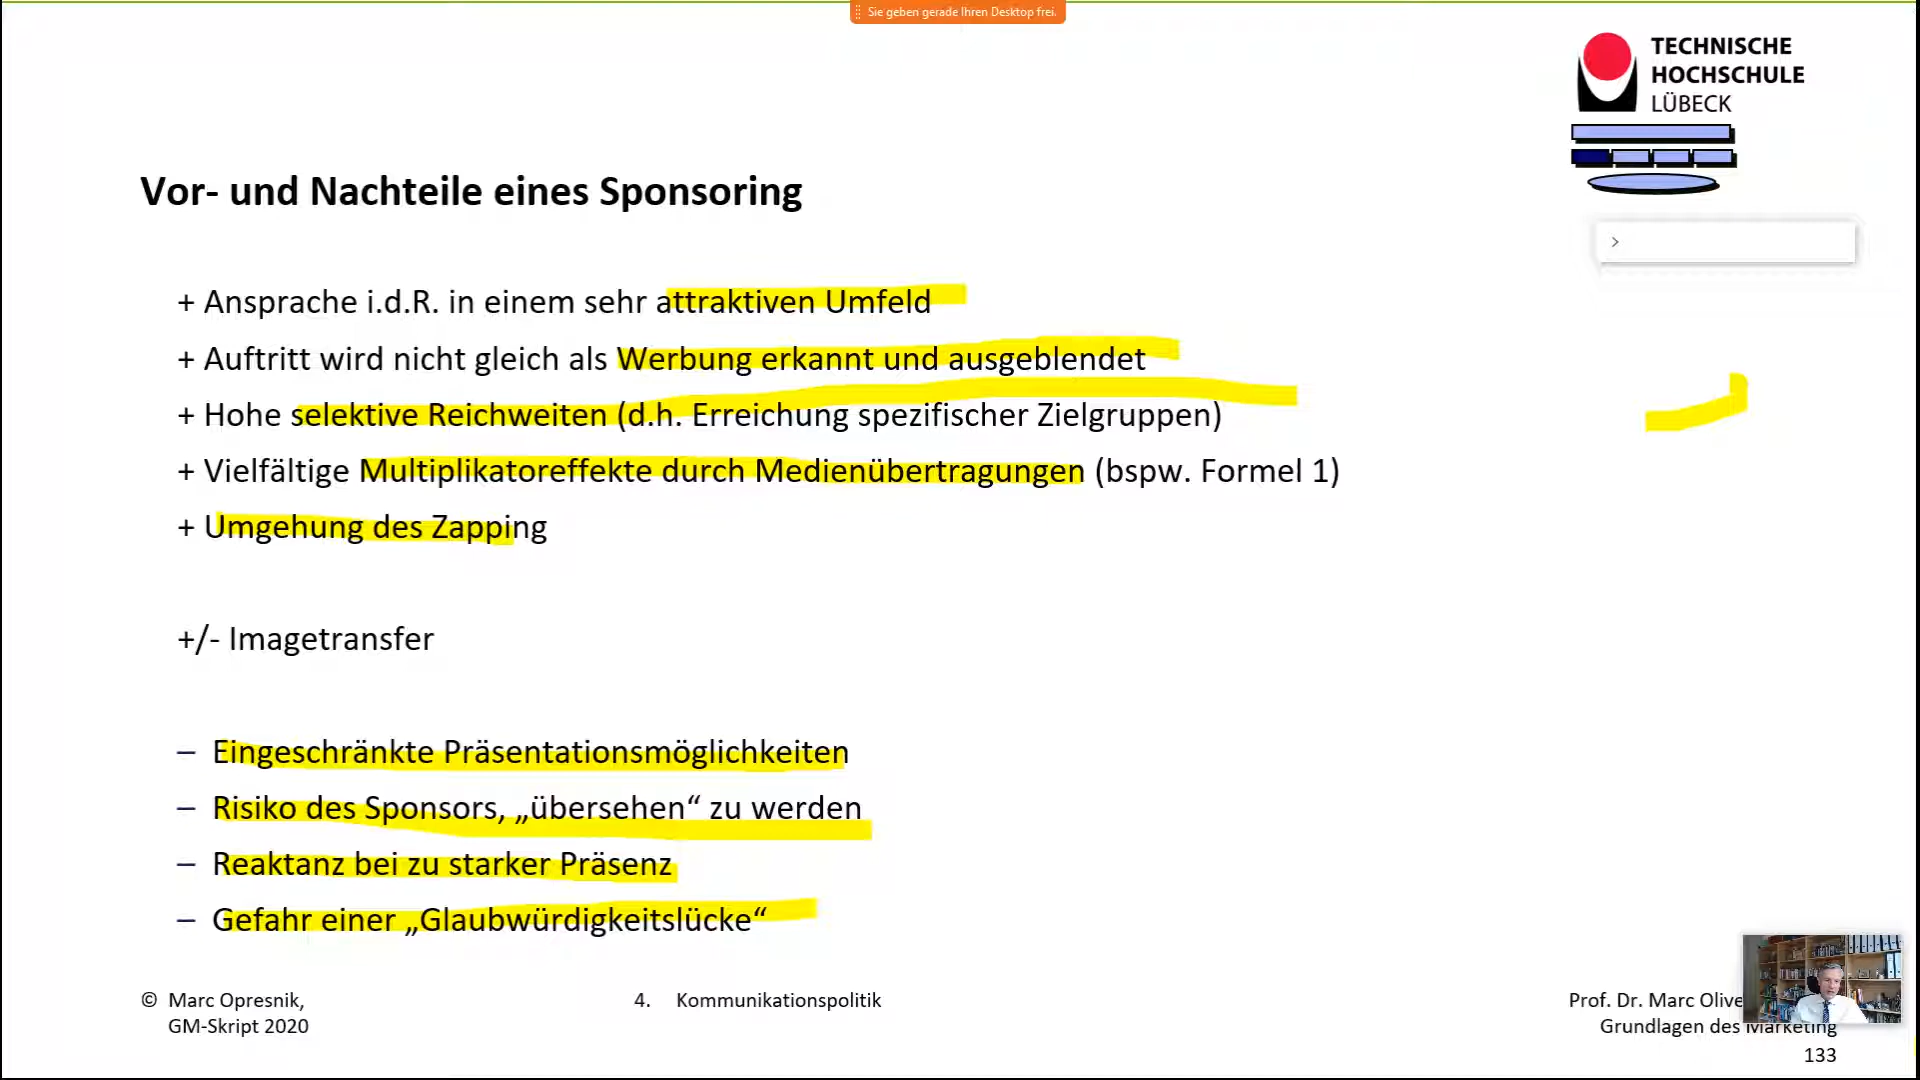 Sie geben gerade Ihren Desktop frei.
TECHNISCHE
HOCHSCHULE
LÜBECK
Vor- und Nachteile eines Sponsoring
+ Ansprache i.d.R. in einem sehr attraktiven Umfeld
+ Auftritt wird nicht gleich als Werbung erkannt und ausgeblendet
+ Hohe selektive Reichweiten (d.h. Erreichung spezifischer Zielgruppen)
+ Vielfältige Multiplikatoreffekte durch Medienübertragungen (bspw. Formel 1)
+ Umgehung des Zapping
+/- Imagetransfer
– Eingeschränkte Präsentationsmöglichkeiten
– Risiko des Sponsors, „übersehen“ zu werden
– Reaktanz bei zu starker Präsenz
– Gefahr einer „Glaubwürdigkeitslücke“
© Marc Opresnik,
GM-Skript 2020
4. Kommunikationspolitik
Prof. Dr. Marc Olive
Grundlagen des Marketing
133